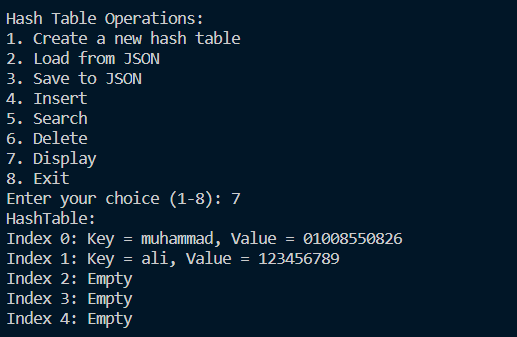 Hash Table Operations:
1. Create a new hash table
2. Load from JSON
3. Save to JSON
4. Insert
5. Search
6. Delete
7. Display
8. Exit
Enter your choice (1-8): 7
HashTable:
Index 0: Key = muhammad, Value = 01008550826
Index 1: Key = ali, Value = 123456789
Index 2: Empty
Index 3: Empty
Index 4: Empty